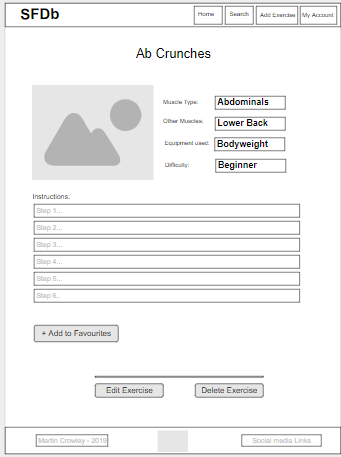 SFDb
Home
Search
Add Exercise
My Account
Ab Crunches
Muscle Type: Abdominals
Other Muscles: Lower Back
Equipment used: Bodyweight
Difficulty: Beginner
Instructions:
Step 1...
Step 2...
Step 3...
Step 4...
Step 5...
Step 6..
+ Add to Favourites
Edit Exercise
Delete Exercise
Martin Crowley - 2019
Social media Links